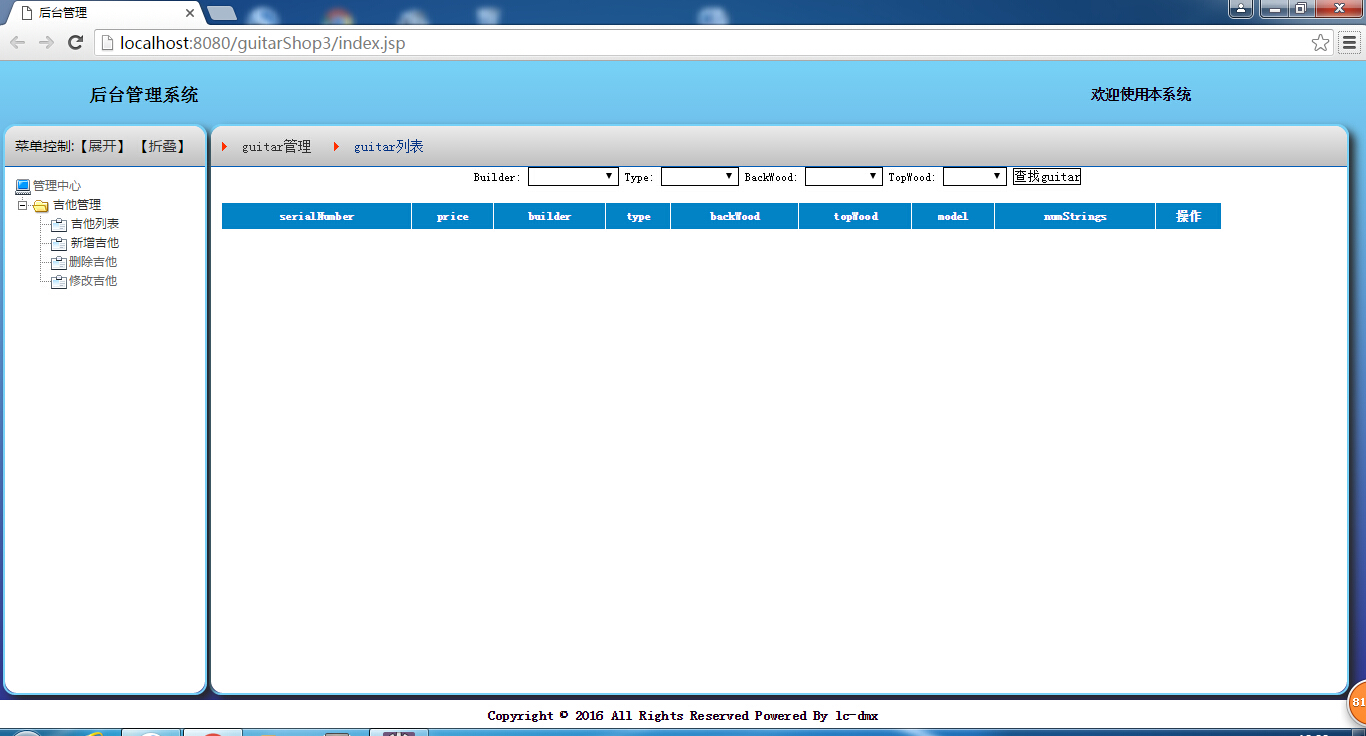 后台管理
localhost:8080/guitarShop3/index.jsp
后台管理系统
欢迎使用本系统
菜单控制:【展开】 【折叠】
管理中心
吉他管理
吉他列表
新增吉他
删除吉他
修改吉他
guitar管理 guitar列表
Builder: Type: BackWood: TopWood: 查找guitar
serialNumber price builder type backWood topWood model numStrings 操作
81
Copyright © 2016 All Rights Reserved Powered By lc-dmx